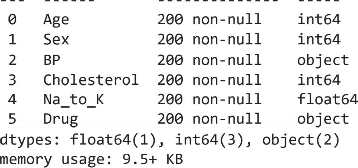 ---  ------       --------------  -----
0   Age          200 non-null    int64
1   Sex          200 non-null    int64
2   BP           200 non-null    object
3   Cholesterol  200 non-null    int64
4   Na_to_K      200 non-null    float64
5   Drug         200 non-null    object
dtypes: float64(1), int64(3), object(2)
memory usage: 9.5+ KB